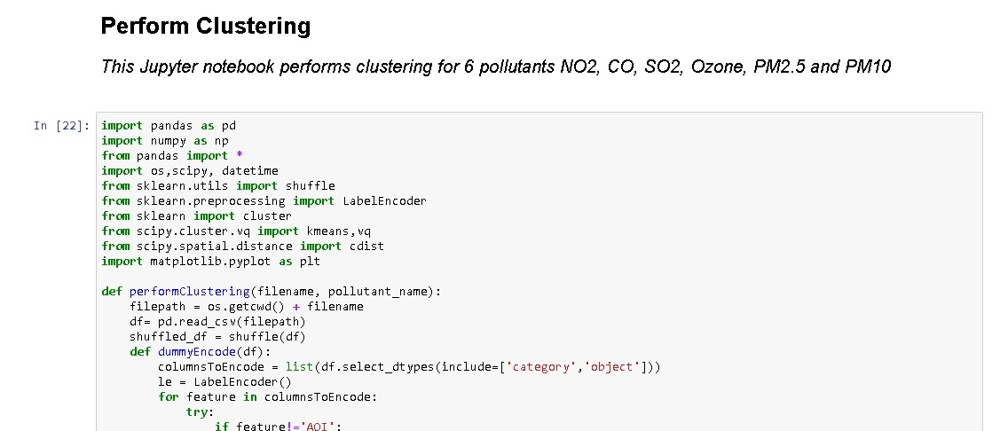 Perform Clustering
This Jupyter notebook performs clustering for 6 pollutants NO2, CO, SO2, Ozone, PM2.5 and PM10
In [22]: import pandas as pd
import numpy as np
from pandas import *
import os,scipy, datetime
from sklearn.utils import shuffle
from sklearn.preprocessing import LabelEncoder
from sklearn import cluster
from scipy.cluster.vq import kmeans,vq
from scipy.spatial.distance import cdist
import matplotlib.pyplot as plt
def performClustering(filename, pollutant_name):
    filepath = os.getcwd() + filename
    df= pd.read_csv(filepath)
    shuffled_df = shuffle(df)
    def dummyEncode(df):
        columnsToEncode = list(df.select_dtypes(include=['category','object']))
        le = LabelEncoder()
        for feature in columnsToEncode:
            try:
                if feature!='AQI':